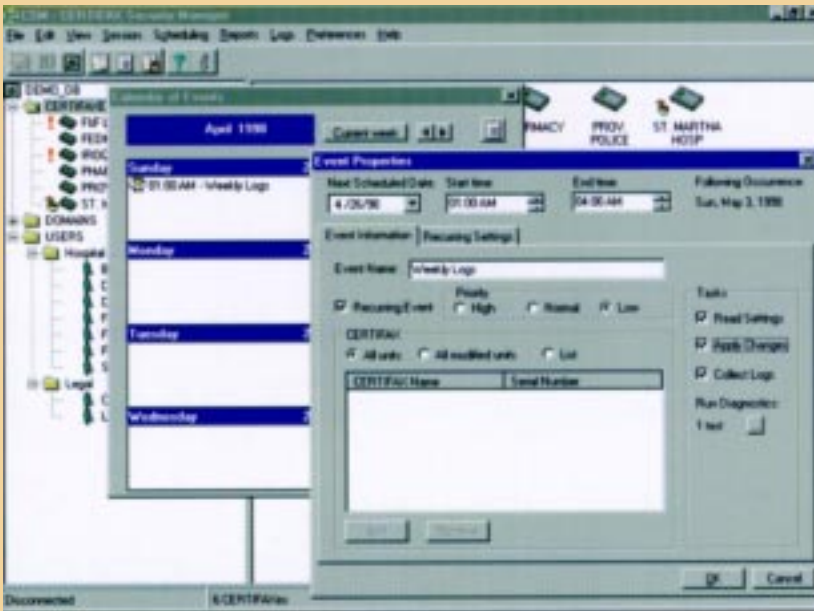 CSM - CERTIFAX Security Manager
File Edit View Session Scheduling Reports Logs Preferences Help
DEMO_DB
CERTIFAX
DOMAINS
USERS
Hospital
Legal
Calendar of Events
April 1998
Current week
Sunday
01:00 AM - Weekly Logs
Monday
Tuesday
Wednesday
PROV. POLICE
ST. MARTHA HOSP
Event Properties
Next Scheduled Date:
Start time
End time
Following Occurrence
4/26/98
01:00 AM
04:00 AM
Sun, May 3, 1998
Event Information
Recurring Settings
Event Name:
Weekly Logs
Recurring Event
Priority
High
Normal
Low
CERTIFAX
All units
All modified units
List
CERTIFAX Name
Serial Number
Tasks
Read Settings
Apply Changes
Collect Logs
Run Diagnostics:
1 test
OK
Cancel
Disconnected